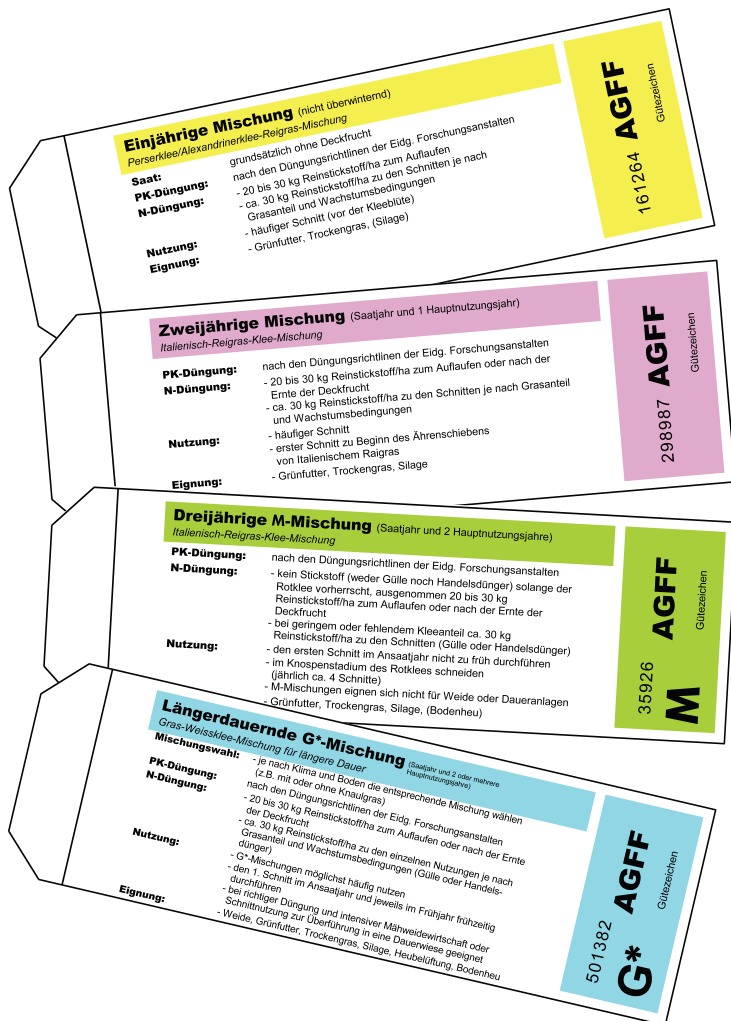 Einjährige Mischung (nicht überwinternd)
Perserklee/Alexandrinerklee-Reigras-Mischung
Saat: grundsätzlich ohne Deckfrucht
PK-Düngung: nach den Düngungsrichtlinen der Eidg. Forschungsanstalten
N-Düngung: - 20 bis 30 kg Reinstickstoff/ha zum Auflaufen
- ca. 30 kg Reinstickstoff/ha zu den Schnitten je nach
Grasanteil und Wachstumsbedingungen
Nutzung: - häufiger Schnitt (vor der Kleeblüte)
Eignung: - Grünfutter, Trockengras, (Silage)
161264 AGFF
Gütezeichen
Zweijährige Mischung (Saatjahr und 1 Hauptnutzungsjahr)
Italienisch-Reigras-Klee-Mischung
PK-Düngung: nach den Düngungsrichtlinen der Eidg. Forschungsanstalten
N-Düngung: - 20 bis 30 kg Reinstickstoff/ha zum Auflaufen oder nach der
Ernte der Deckfrucht
- ca. 30 kg Reinstickstoff/ha zu den Schnitten je nach Grasanteil
und Wachstumsbedingungen
Nutzung: - häufiger Schnitt
- erster Schnitt zu Beginn des Ährenschiebens
von Italienischem Raigras
Eignung: - Grünfutter, Trockengras, Silage
298987 AGFF
Gütezeichen
Dreijährige M-Mischung (Saatjahr und 2 Hauptnutzungsjahre)
Italienisch-Reigras-Klee-Mischung
PK-Düngung: nach den Düngungsrichtlinen der Eidg. Forschungsanstalten
N-Düngung: - kein Stickstoff (weder Gülle noch Handelsdünger) solange der
Rotklee vorherrscht, ausgenommen 20 bis 30 kg
Reinstickstoff/ha zum Auflaufen oder nach der Ernte der
Deckfrucht
- bei geringem oder fehlendem Kleeanteil ca. 30 kg
Reinstickstoff/ha zu den Schnitten (Gülle oder Handelsdünger)
Nutzung: - den ersten Schnitt im Ansaatjahr nicht zu früh durchführen
- im Knospenstadium des Rotklees schneiden
(jährlich ca. 4 Schnitte)
- M-Mischungen eignen sich nicht für Weide oder Daueranlagen
- Grünfutter, Trockengras, Silage, (Bodenheu)
35926 AGFF
Gütezeichen
M
Längerdauernde G*-Mischung (Saatjahr und 2 oder mehrere
Hauptnutzungsjahre)
Gras-Weissklee-Mischung für längere Dauer
Mischungswahl: - je nach Klima und Boden die entsprechende Mischung wählen
(z.B. mit oder ohne Knaulgras)
PK-Düngung: nach den Düngungsrichtlinen der Eidg. Forschungsanstalten
N-Düngung: - 20 bis 30 kg Reinstickstoff/ha zum Auflaufen oder nach der Ernte
der Deckfrucht
- ca. 30 kg Reinstickstoff/ha zu den einzelnen Nutzungen je nach
Grasanteil und Wachstumsbedingungen (Gülle oder Handels-
dünger)
Nutzung: - G*-Mischungen möglichst häufig nutzen
- den 1. Schnitt im Ansaatjahr und jeweils im Frühjahr frühzeitig
durchführen
- bei richtiger Düngung und intensiver Mähweidewirtschaft oder
Schnittnutzung zur Überführung in eine Dauerwiese geeignet
Eignung: - Weide, Grünfutter, Trockengras, Silage, Heubelüftung, Bodenheu
501382 AGFF
Gütezeichen
G*